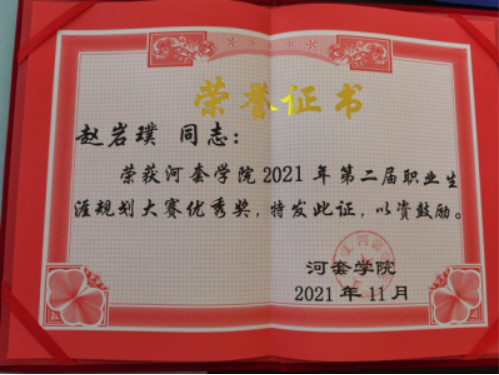 荣誉证书
赵岩璞 同志:
荣获河套学院2021年第二届职业生
涯规划大赛优秀奖,特发此证,以资鼓励。
河套学院
2021年11月